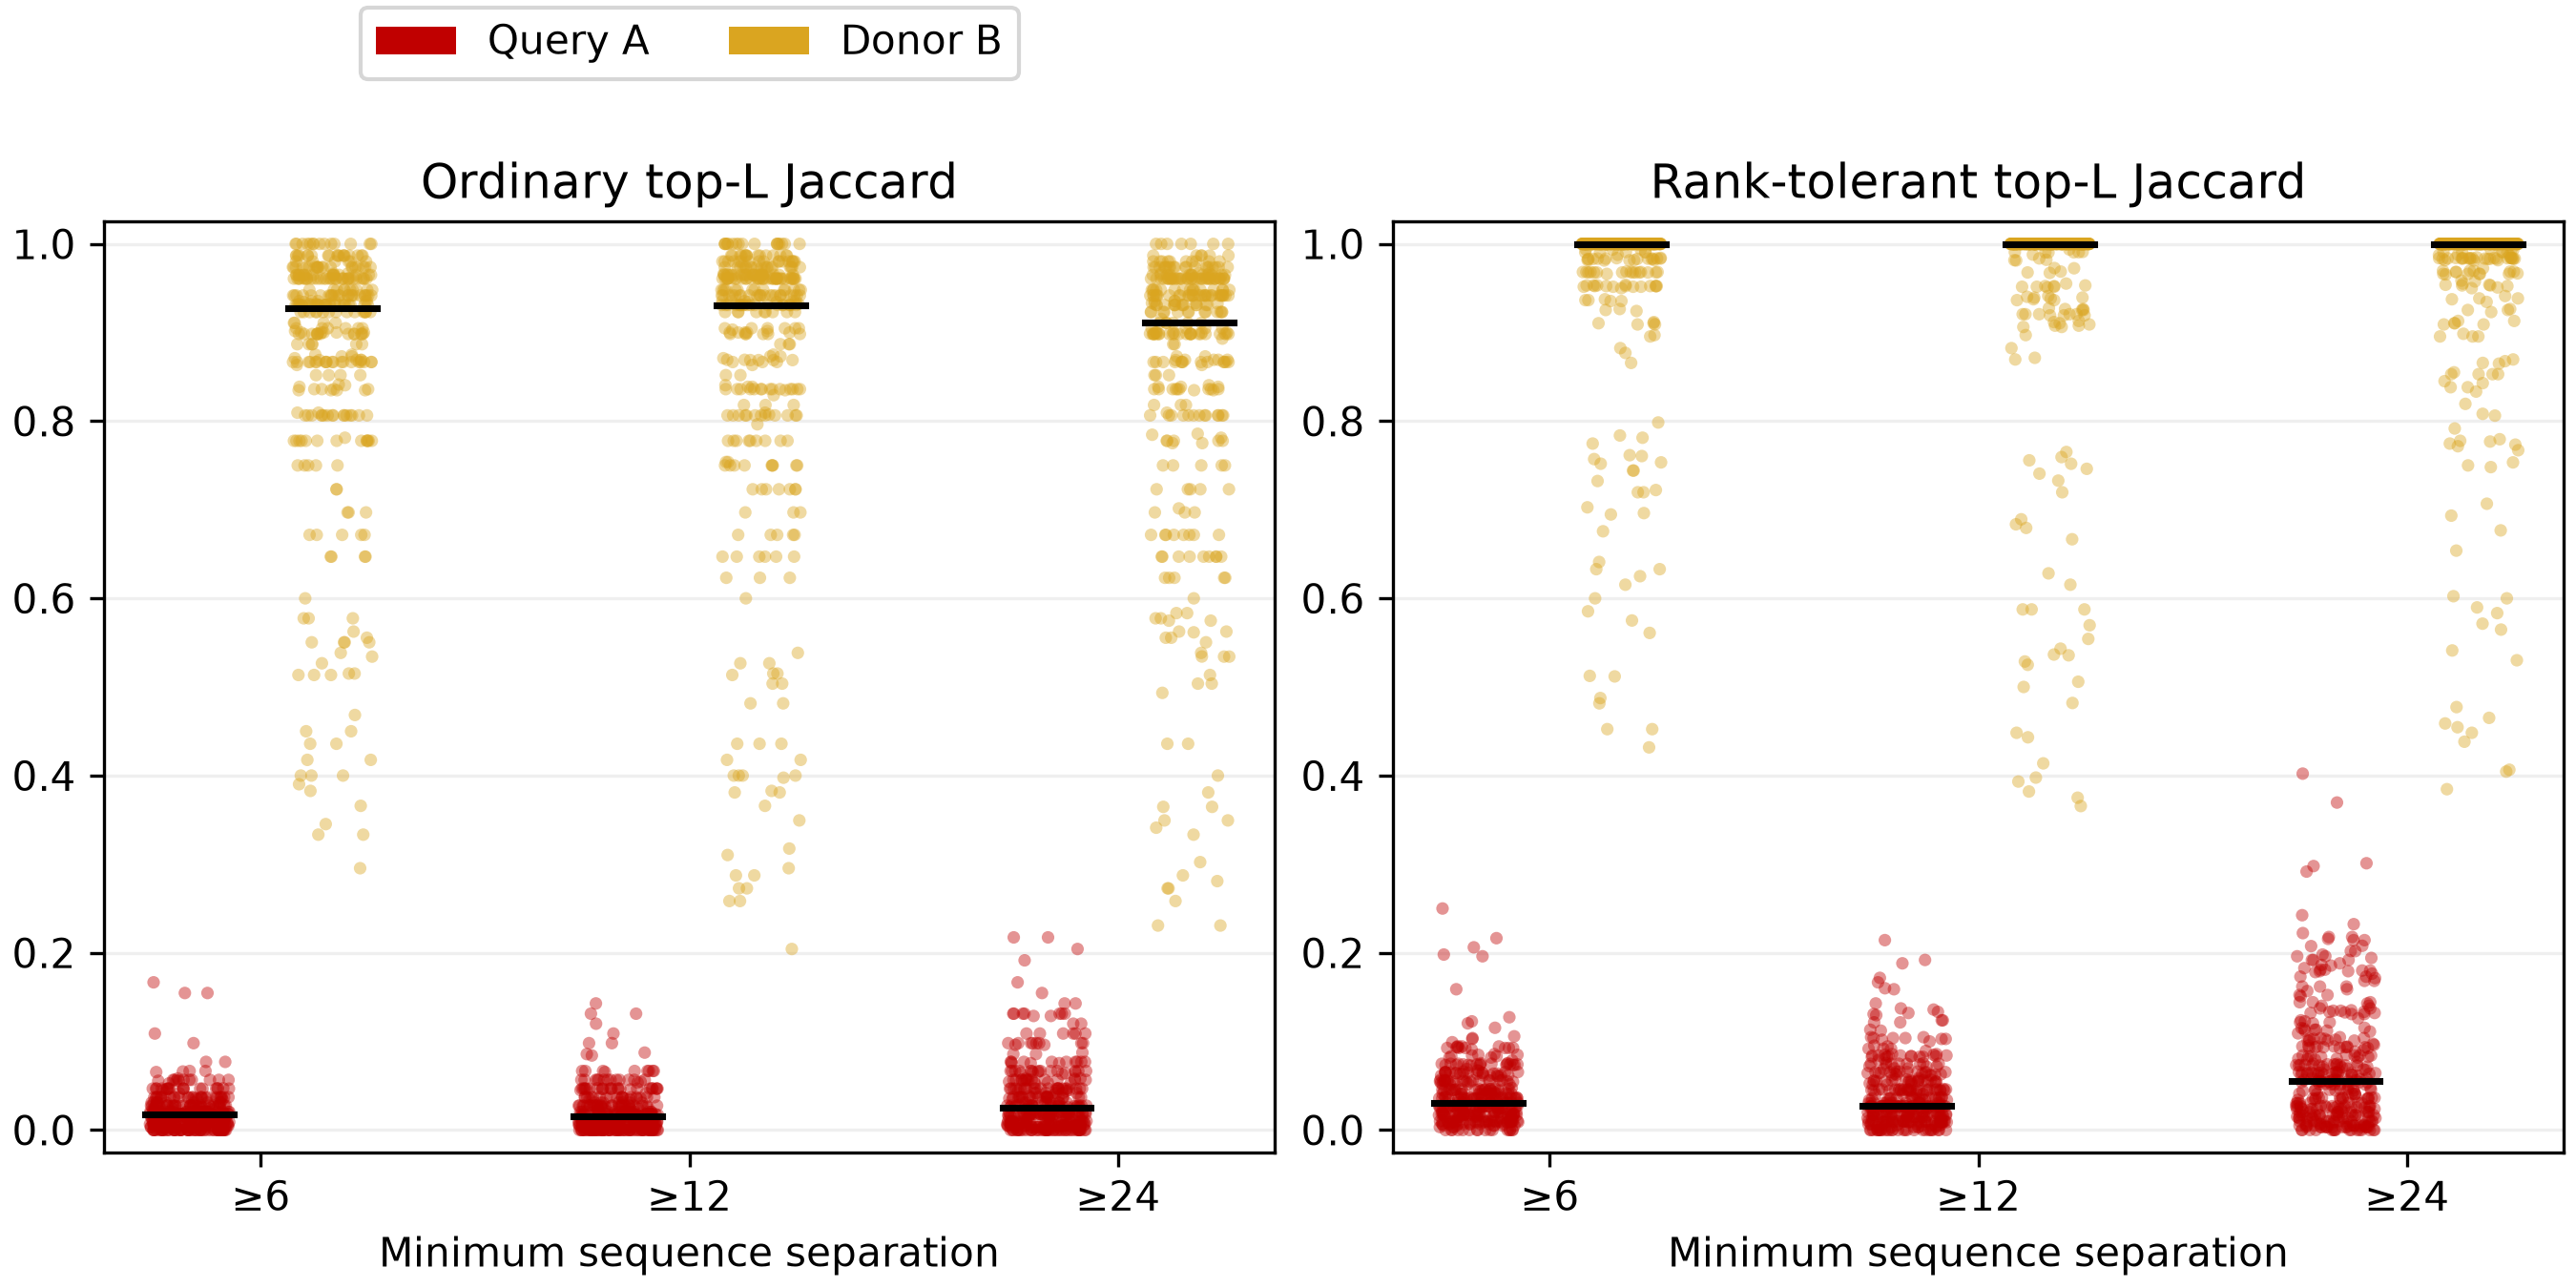 Query A Donor B
Ordinary top-L Jaccard
1.0
0.8
0.6
0.4
0.2
0.0
≥6 ≥12 ≥24
Minimum sequence separation
Rank-tolerant top-L Jaccard
1.0
0.8
0.6
0.4
0.2
0.0
≥6 ≥12 ≥24
Minimum sequence separation